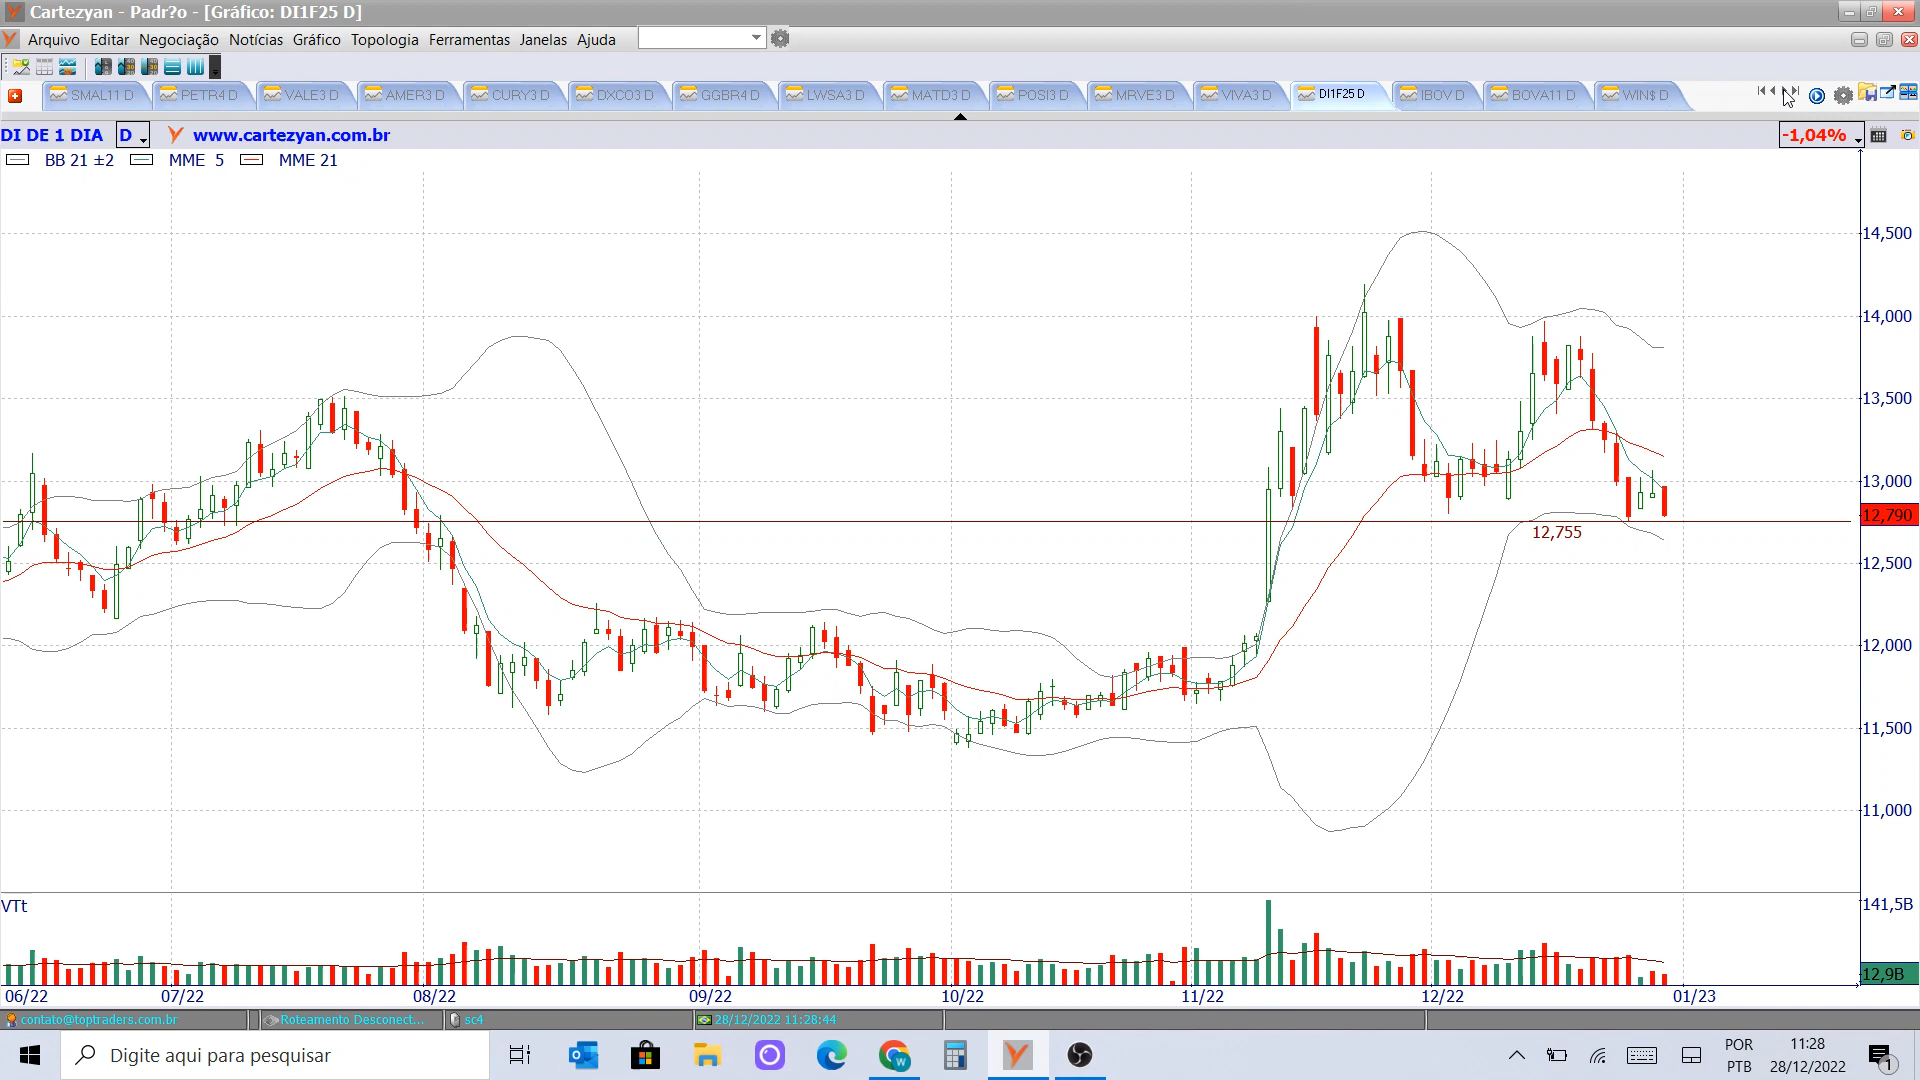 Cartezyan - Padr?o - [Gráfico: DI1F25 D]
Arquivo Editar Negociação Notícias Gráfico Topologia Ferramentas Janelas Ajuda
SMAL11 D PETR4 D VALE3 D AMER3 D CURY3 D DXCO3 D GGBR4 D LWSA3 D MATD3 D POSI3 D MRVE3 D VIVA3 D DI1F25 D IBOV D BOVA11 D WIN$ D
DI DE 1 DIA D www.cartezyan.com.br -1,04%
BB 21 ±2 MME 5 MME 21
14,500
14,000
13,500
13,000
12,790
12,755
12,500
12,000
11,500
11,000
VTt 141,5B
12,9B
06/22 07/22 08/22 09/22 10/22 11/22 12/22 01/23
contato@toptraders.com.br Roteamento Desconect... sc4 28/12/2022 11:28:44
Digite aqui para pesquisar
POR 11:28
PTB 28/12/2022 1